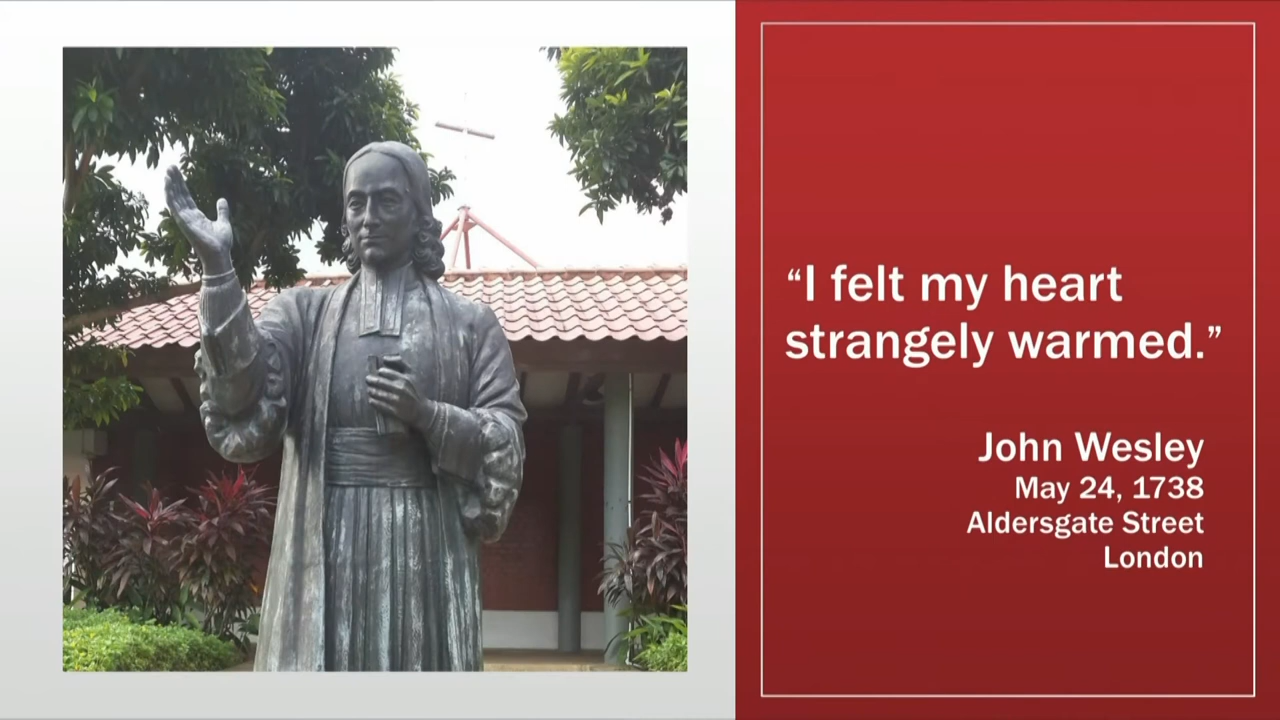 “I felt my heart
strangely warmed.”
John Wesley
May 24, 1738
Aldersgate Street
London